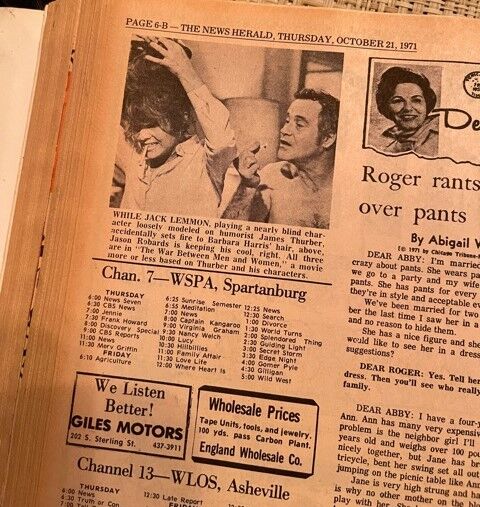 PAGE 6-B — THE NEWS HERALD, THURSDAY, OCTOBER 21, 1971
WHILE JACK LEMMON, playing a nearly blind char-
acter loosely modeled on humorist James Thurber,
accidentally sets fire to Barbara Harris' hair, above,
Jason Robards is keeping his cool, right. All three
are in "The War Between Men and Women," a movie
more or less based on Thurber and his characters.
Chan. 7—WSPA, Spartanburg
THURSDAY
6:00 News Seven
6:30 CBS News
7:00 Jennie
7:30 Frank Howard
8:00 Discovery Special
9:00 CBS Reports
11:00 News
11:30 Merv Griffin
FRIDAY
6:10 Agriculture
6:25 Sunrise Semester
6:55 Meditation
7:00 News
8:00 Captain Kangaroo
9:00 Virginia Graham
9:30 Nancy Welch
10:00 Lucy
10:30 Hillbillies
11:00 Family Affair
11:30 Love Life
12:00 Where Heart Is
12:25 News
12:30 Search
1:00 Divorce
1:30 World Turns
2:00 Splendored Thing
2:30 Guiding Light
3:00 Secret Storm
3:30 Edge Night
4:00 Gomer Pyle
4:30 Gilligan
5:00 Wild West
We Listen
Better!
GILES MOTORS
202 S. Sterling St. 437-3911
Wholesale Prices
Tape Units, tools, and jewelry,
100 yds. pass Carbon Plant.
England Wholesale Co.
Channel 13—WLOS, Asheville
THURSDAY
6:00 News
6:30 Truth or Con
12:30 Late Report
De
Roger rants
over pants
By Abigail V
© 1971 by Chicago Tribune-
DEAR ABBY: I'm married
crazy about pants. She wears pa
we go to a party and my wife
pants. She has pants for every
they're in style and acceptable ev
We've been married for two
ber the last time I saw her in a
and no reason to hide them.
She has a nice figure and sh
would like to see her in a dress
suggestions?
DEAR ROGER: Yes. Tell her
dress. Then you'll see who really
family.
DEAR ABBY: I have a four-y
Ann. Ann has many very expensive
problem is the neighbor girl I'll
years old and weighs over 100 pou
nicely together, but Jane has br
tricycle, bent her swing set all out
jumping on the picnic table like An
Jane is very high strung and ha
is why no other mother on the blo
play with her. She